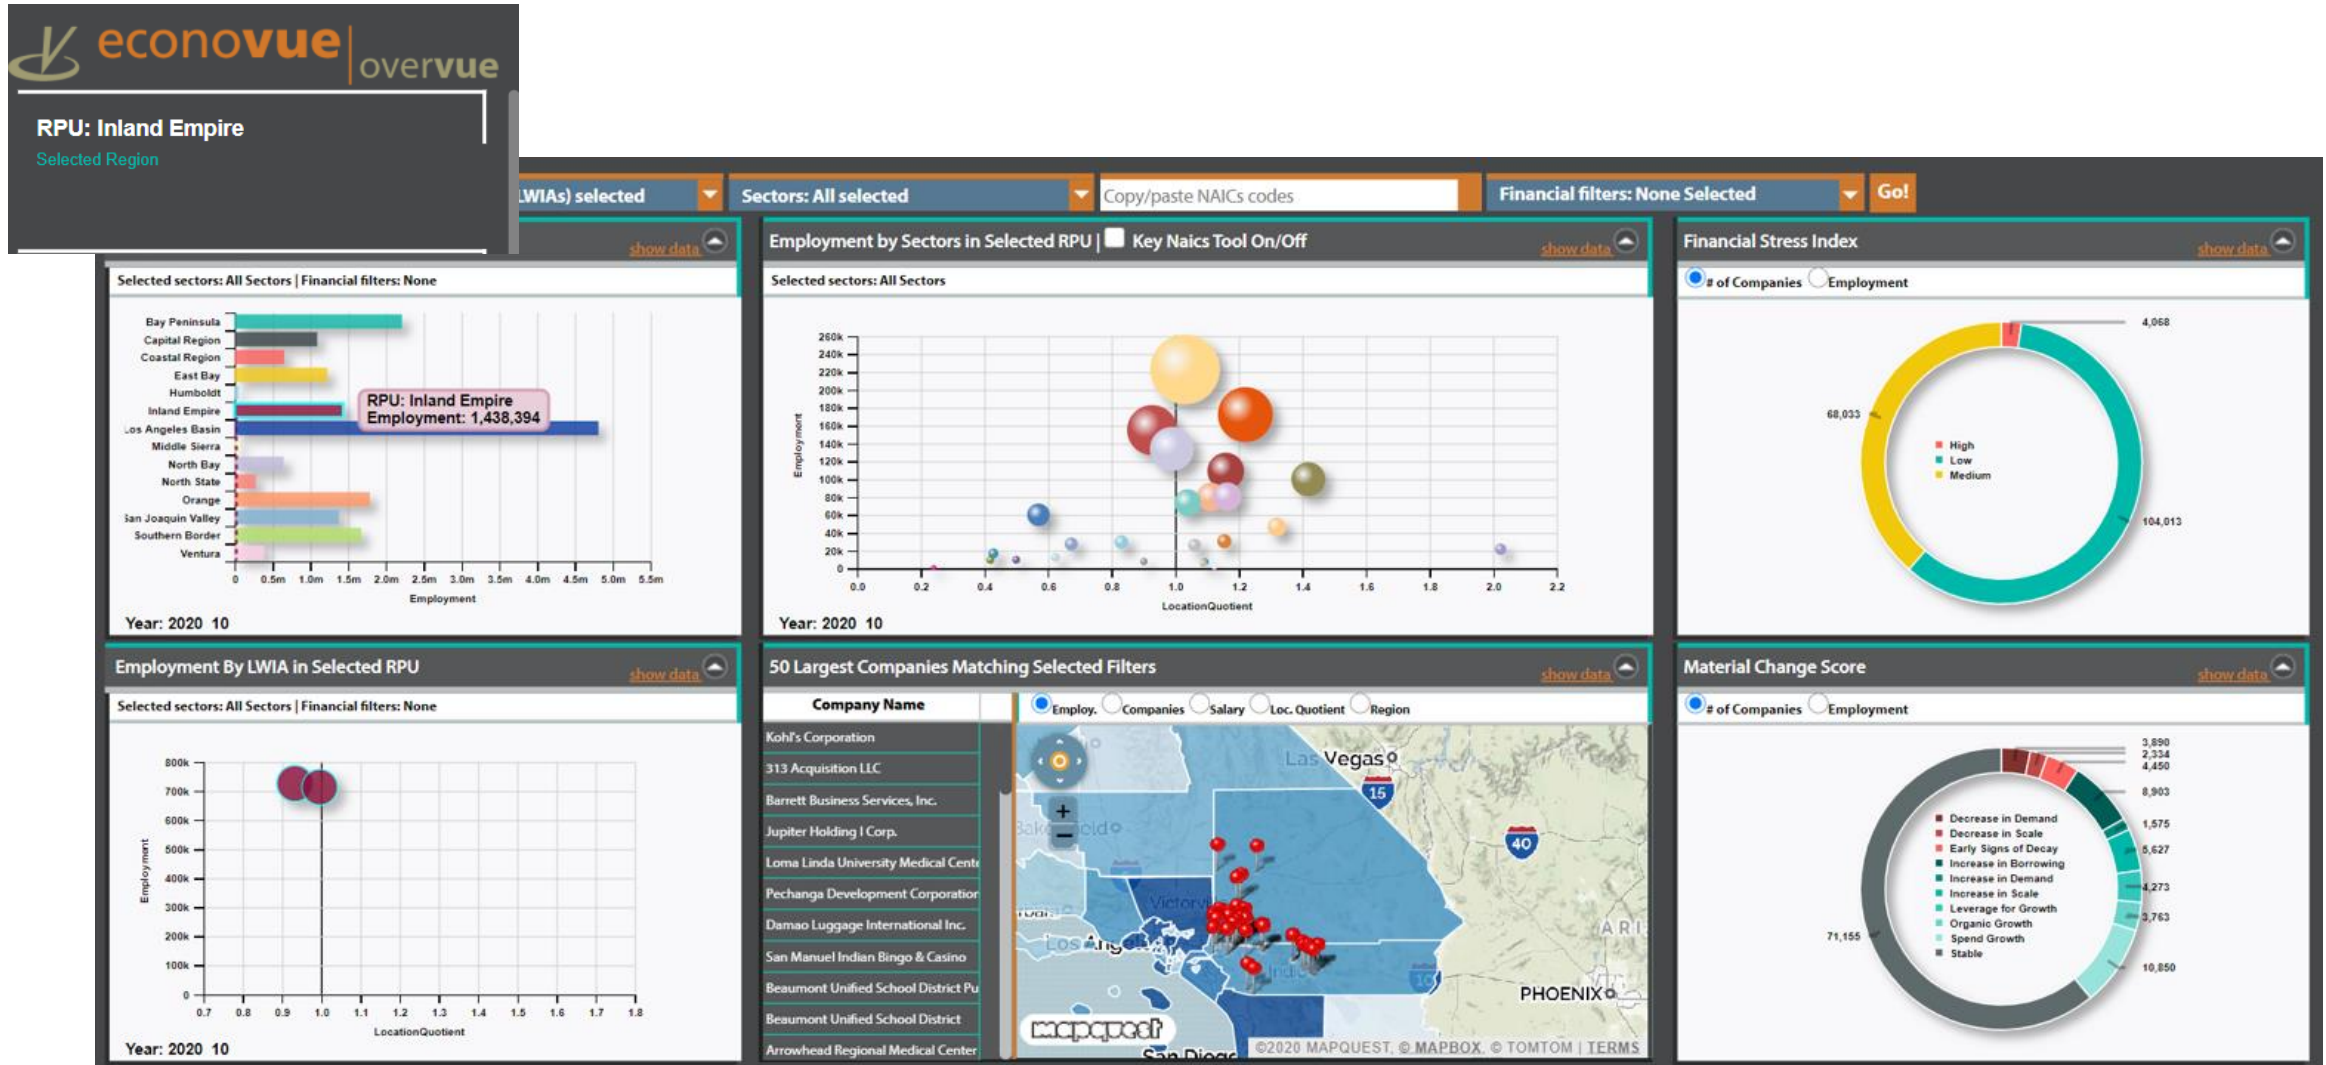 econovue | overvue
RPU: Inland Empire
Selected Region
LWIAs) selected
Sectors: All selected
Copy/paste NAICs codes
Financial filters: None Selected
Go!
show data
Selected sectors: All Sectors | Financial filters: None
Bay Peninsula
Capital Region
Coastal Region
East Bay
Humboldt
Inland Empire
Los Angeles Basin
Middle Sierra
North Bay
North State
Orange
San Joaquin Valley
Southern Border
Ventura
RPU: Inland Empire
Employment: 1,438,394
0 0.5m 1.0m 1.5m 2.0m 2.5m 3.0m 3.5m 4.0m 4.5m 5.0m 5.5m
Employment
Year: 2020 10
Employment by Sectors in Selected RPU | Key Naics Tool On/Off
show data
Selected sectors: All Sectors
260k
240k
220k
200k
180k
160k
140k
120k
100k
80k
60k
40k
20k
0
Employment
0.0 0.2 0.4 0.6 0.8 1.0 1.2 1.4 1.6 1.8 2.0 2.2
LocationQuotient
Year: 2020 10
Financial Stress Index
show data
# of Companies Employment
4,068
68,033
High
Low
Medium
104,013
Employment By LWIA in Selected RPU
show data
Selected sectors: All Sectors | Financial filters: None
800k
700k
600k
500k
400k
300k
200k
100k
0
Employment
0.7 0.8 0.9 1.0 1.1 1.2 1.3 1.4 1.5 1.6 1.7 1.8
LocationQuotient
Year: 2020 10
50 Largest Companies Matching Selected Filters
show data
Company Name
Kohl's Corporation
313 Acquisition LLC
Barrett Business Services, Inc.
Jupiter Holding I Corp.
Loma Linda University Medical Cente
Pechanga Development Corporation
Damao Luggage International Inc.
San Manuel Indian Bingo & Casino
Beaumont Unified School District Pu
Beaumont Unified School District
Arrowhead Regional Medical Center
Employ. Companies Salary Loc. Quotient Region
Las Vegas
15
40
Victorvi
Los Angel
Indi
10
ARI
PHOENIX
+
−
mapquest
San Diego
©2020 MAPQUEST, © MAPBOX, © TOMTOM | TERMS
Material Change Score
show data
# of Companies Employment
3,890
2,334
4,450
8,903
1,575
5,627
4,273
3,763
10,850
71,155
Decrease in Demand
Decrease in Scale
Early Signs of Decay
Increase in Borrowing
Increase in Demand
Increase in Scale
Leverage for Growth
Organic Growth
Spend Growth
Stable